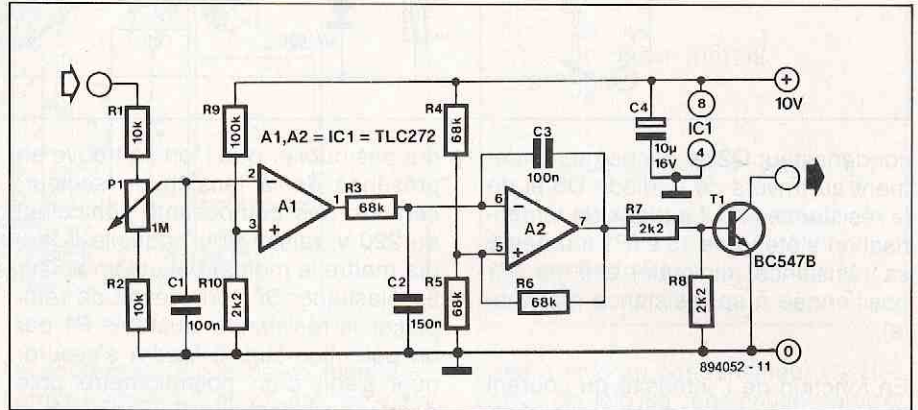 R1
10k
P1
1M
R2
10k
C1
100n
R9
100k
R10
2k2
A1,A2 = IC1 = TLC272
2
3
A1
1
R3
68k
C2
150n
R4
68k
R5
68k
C3
100n
6
5
A2
7
R6
68k
C4
10µ
16V
8
IC1
4
R7
2k2
R8
2k2
T1
BC547B
+
10V
0
894052 - 11